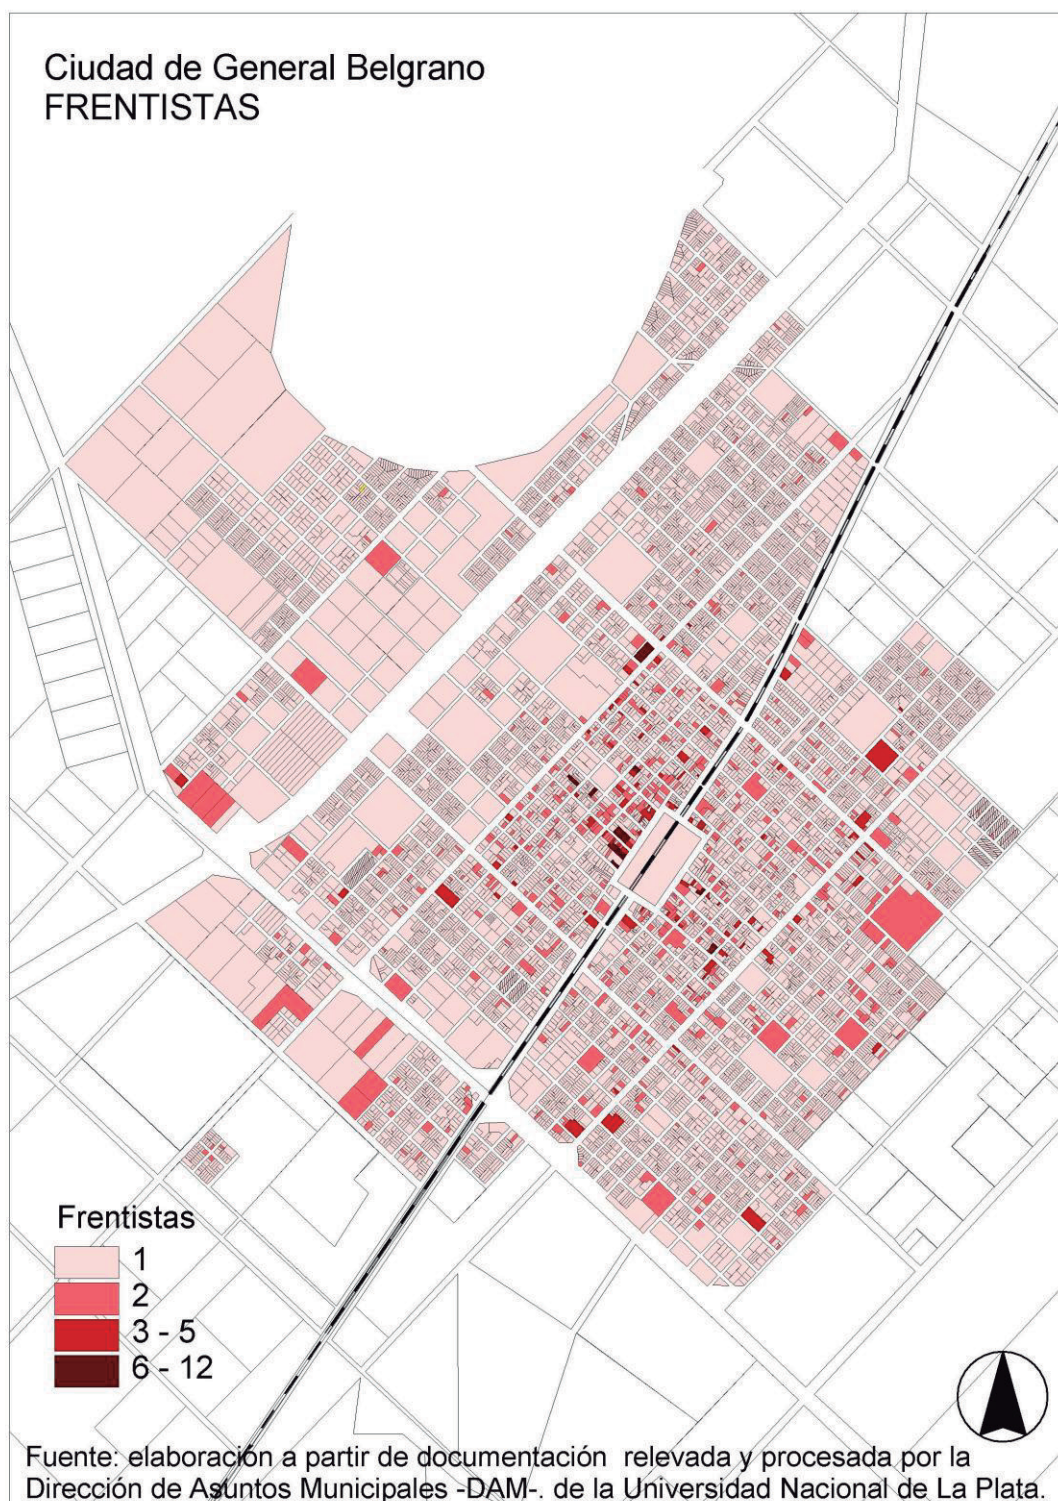 Ciudad de General Belgrano
FRENTISTAS
Frentistas
1
2
3 - 5
6 - 12
Fuente: elaboración a partir de documentación relevada y procesada por la
Dirección de Asuntos Municipales -DAM-. de la Universidad Nacional de La Plata.